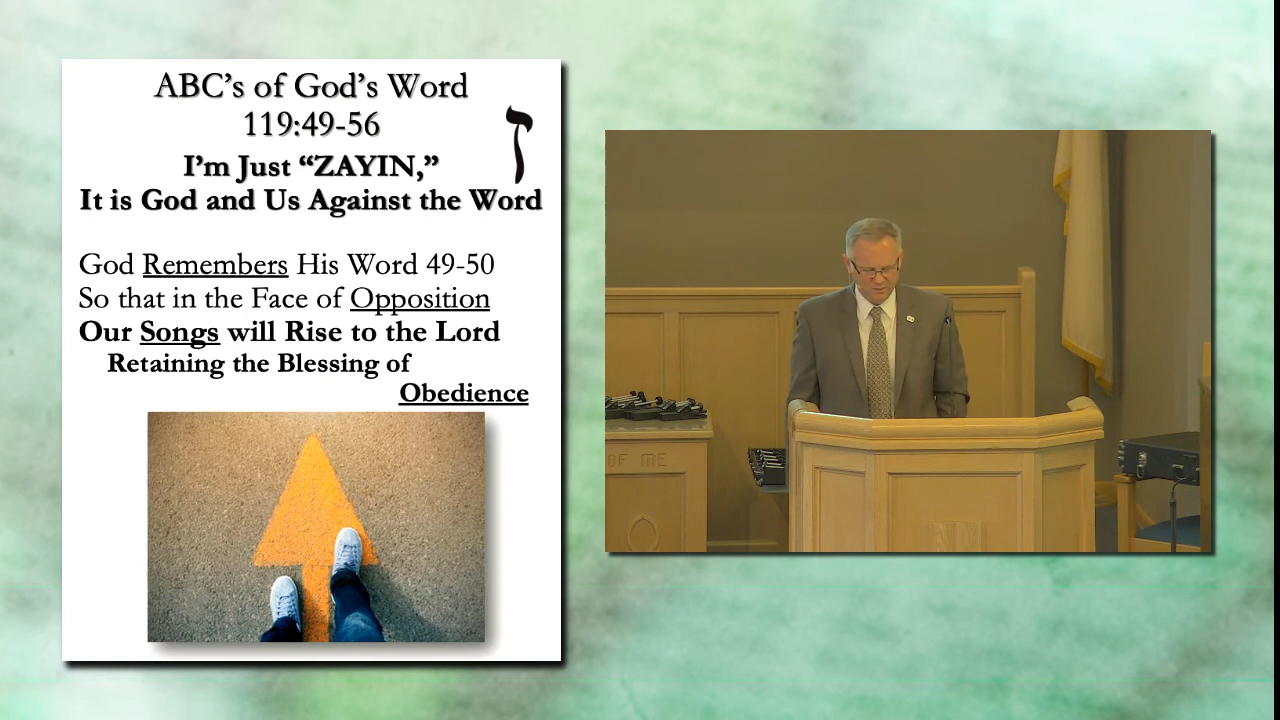 ABC’s of God’s Word
119:49-56
ז
I’m Just “ZAYIN,”
It is God and Us Against the Word
God Remembers His Word 49-50
So that in the Face of Opposition
Our Songs will Rise to the Lord
Retaining the Blessing of
Obedience
OF ME